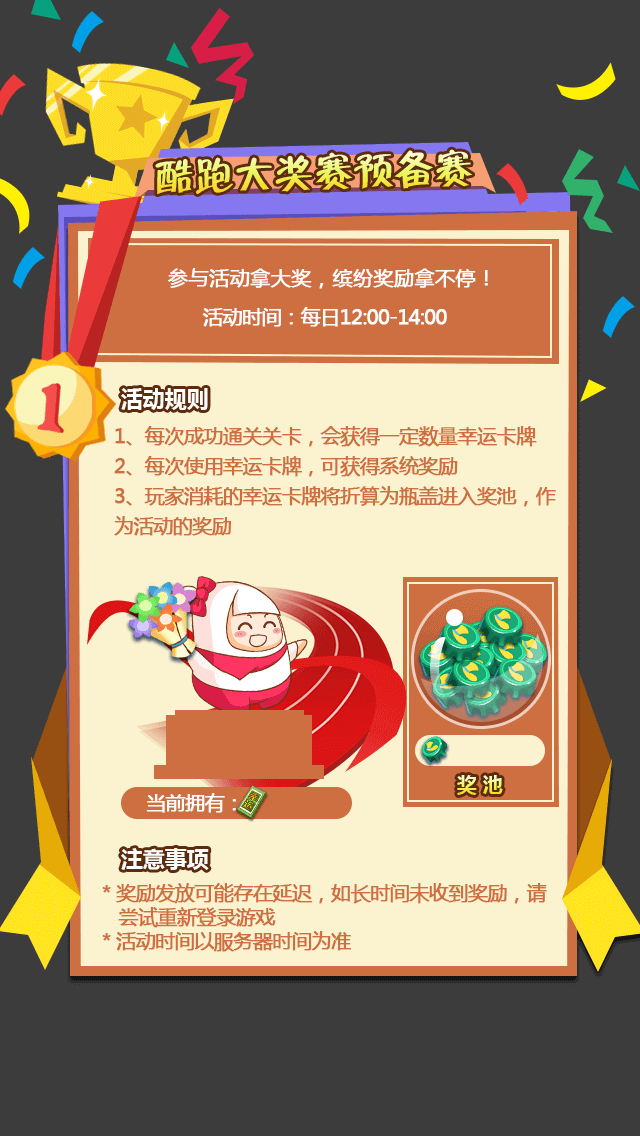 酷跑大奖赛预备赛
参与活动拿大奖，缤纷奖励拿不停！
活动时间：每日12:00-14:00
1
活动规则
1、每次成功通关关卡，会获得一定数量幸运卡牌
2、每次使用幸运卡牌，可获得系统奖励
3、玩家消耗的幸运卡牌将折算为瓶盖进入奖池，作
为活动的奖励
奖池
当前拥有：
注意事项
* 奖励发放可能存在延迟，如长时间未收到奖励，请
尝试重新登录游戏
* 活动时间以服务器时间为准